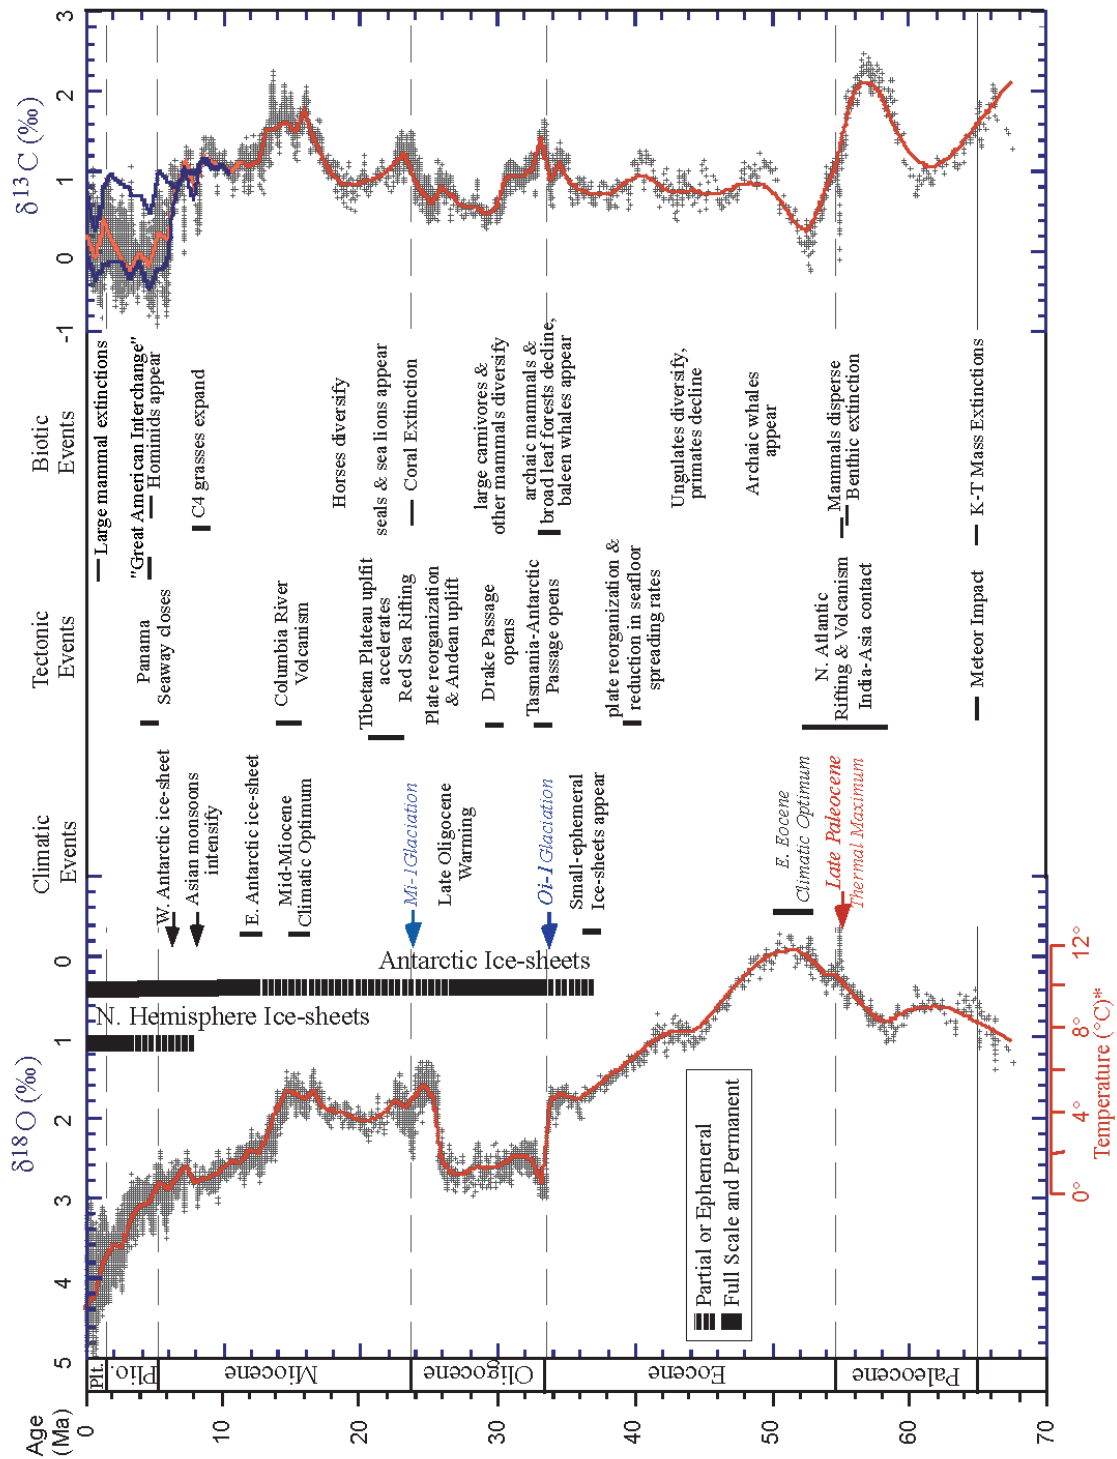 Age
(Ma)
0
10
20
30
40
50
60
70
Plt.
Plio.
Miocene
Oligocene
Eocene
Paleocene
δ18O (‰)
5
4
3
2
1
0
N. Hemisphere Ice-sheets
Antarctic Ice-sheets
Partial or Ephemeral
Full Scale and Permanent
0°
4°
8°
12°
Temperature (°C)*
Climatic
Events
W. Antarctic ice-sheet
Asian monsoons
intensify
E. Antarctic ice-sheet
Mid-Miocene
Climatic Optimum
Mi-1Glaciation
Late Oligocene
Warming
Oi-1 Glaciation
Small-ephemeral
Ice-sheets appear
E. Eocene
Climatic Optimum
Late Paleocene
Thermal Maximum
Tectonic
Events
Panama
Seaway closes
Columbia River
Volcanism
Tibetan Plateau uplfit
accelerates
Red Sea Rifting
Plate reorganization
& Andean uplift
Drake Passage
opens
Tasmania-Antarctic
Passage opens
plate reorganization &
reduction in seafloor
spreading rates
N. Atlantic
Rifting & Volcanism
India-Asia contact
Meteor Impact
Biotic
Events
Large mammal extinctions
"Great American Interchange"
Hominids appear
C4 grasses expand
Horses diversify
seals & sea lions appear
Coral Extinction
large carnivores &
other mammals diversify
archaic mammals &
broad leaf forests decline,
baleen whales appear
Ungulates diversify,
primates decline
Archaic whales
appear
Mammals disperse
Benthic extinction
K-T Mass Extinctions
δ13C (‰)
-1
0
1
2
3